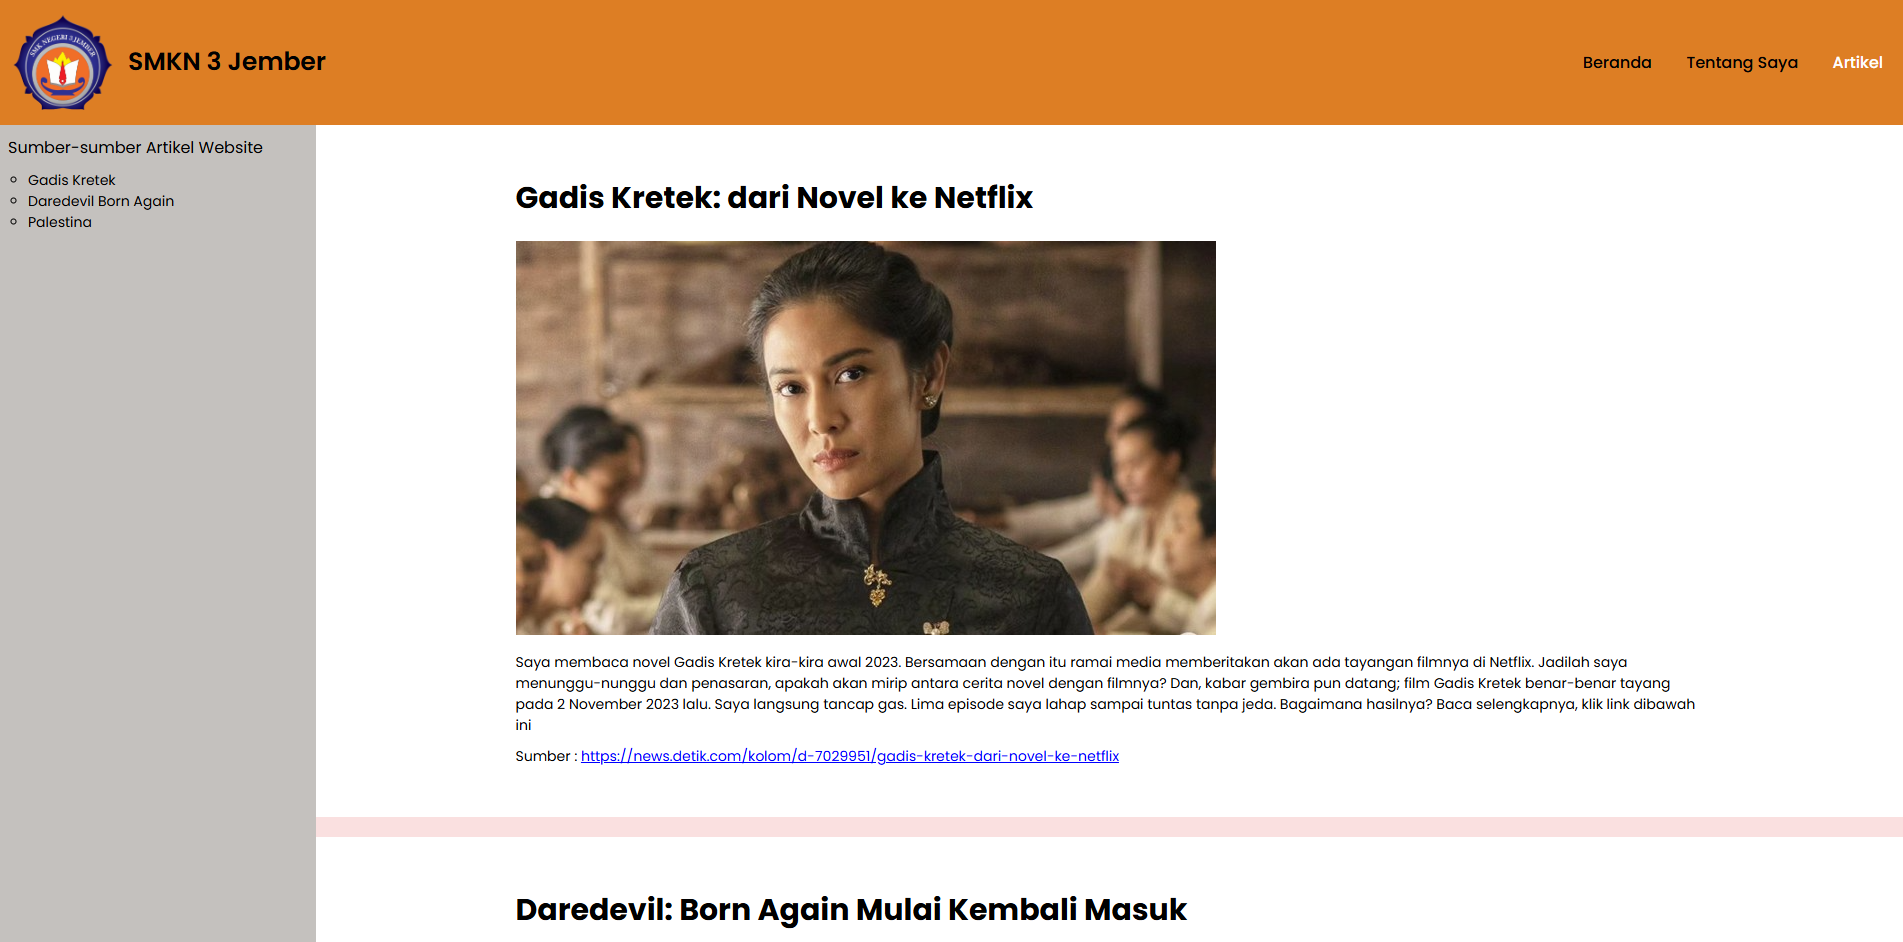 SMK NEGERI 3 JEMBER
SMKN 3 Jember
Beranda
Tentang Saya
Artikel
Sumber-sumber Artikel Website
Gadis Kretek
Daredevil Born Again
Palestina
Gadis Kretek: dari Novel ke Netflix
Saya membaca novel Gadis Kretek kira-kira awal 2023. Bersamaan dengan itu ramai media memberitakan akan ada tayangan filmnya di Netflix. Jadilah saya
menunggu-nunggu dan penasaran, apakah akan mirip antara cerita novel dengan filmnya? Dan, kabar gembira pun datang; film Gadis Kretek benar-benar tayang
pada 2 November 2023 lalu. Saya langsung tancap gas. Lima episode saya lahap sampai tuntas tanpa jeda. Bagaimana hasilnya? Baca selengkapnya, klik link dibawah
ini
Sumber : https://news.detik.com/kolom/d-7029951/gadis-kretek-dari-novel-ke-netflix
Daredevil: Born Again Mulai Kembali Masuk